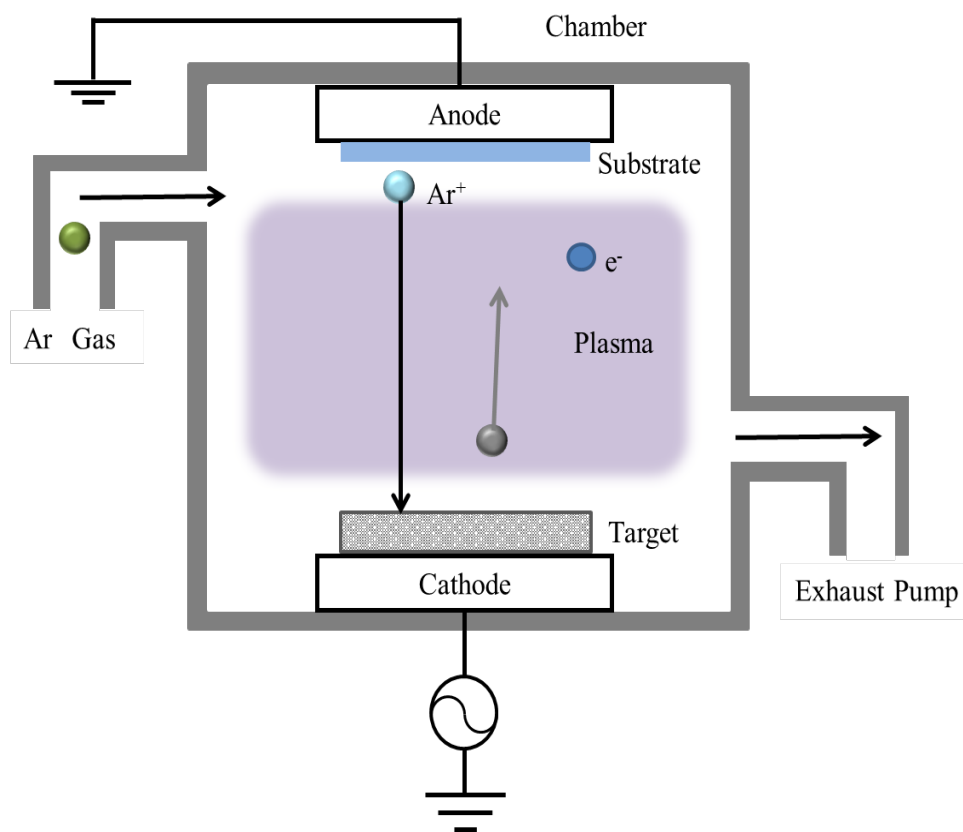 Chamber
Anode
Substrate
Ar⁺
e⁻
Ar Gas
Plasma
Target
Cathode
Exhaust Pump